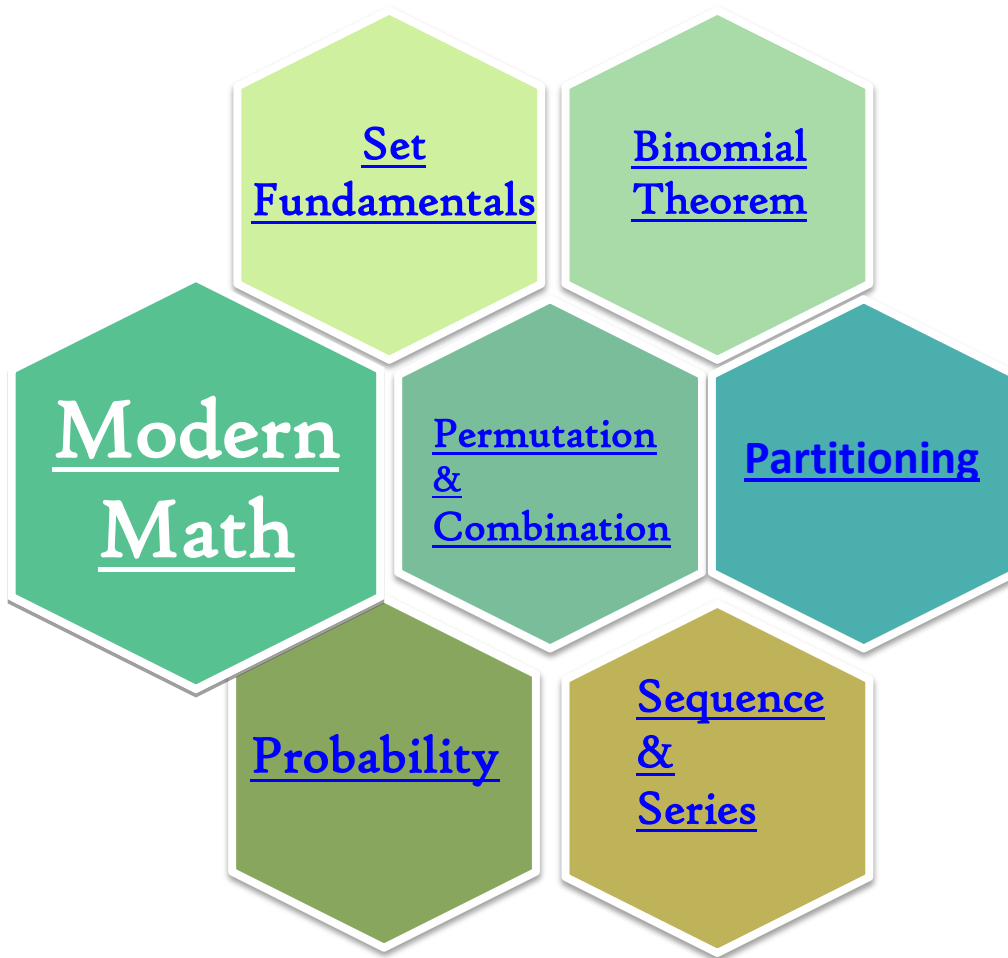 Set
Fundamentals
Binomial
Theorem
Modern
Math
Permutation
&
Combination
Partitioning
Probability
Sequence
&
Series